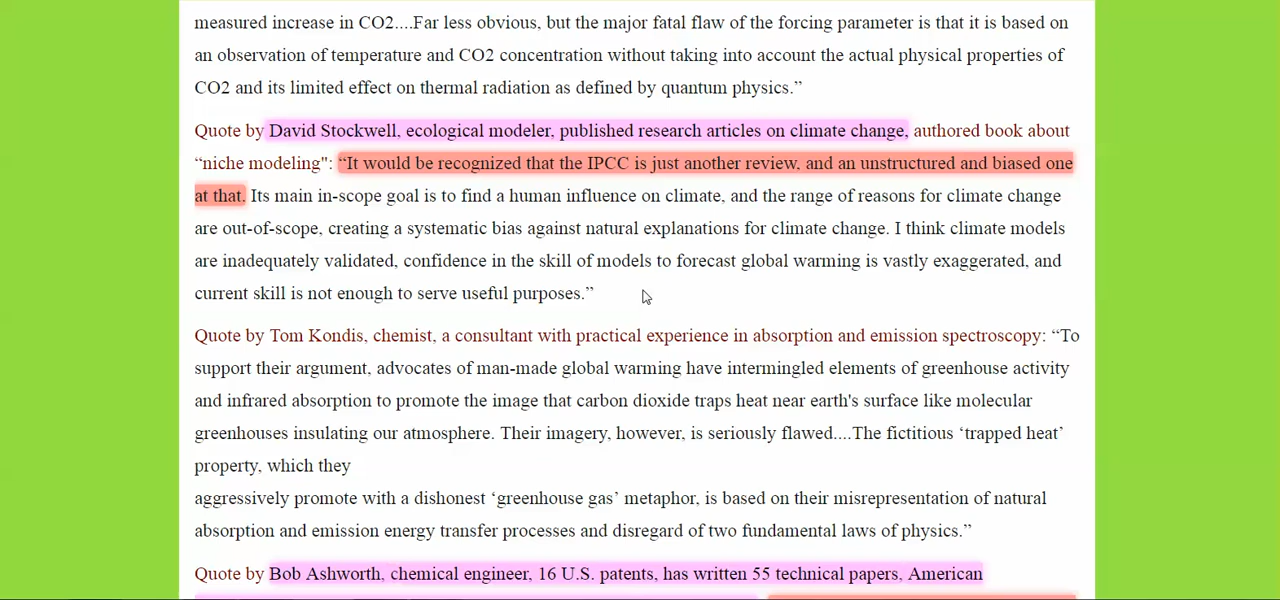 measured increase in CO2....Far less obvious, but the major fatal flaw of the forcing parameter is that it is based on
an observation of temperature and CO2 concentration without taking into account the actual physical properties of
CO2 and its limited effect on thermal radiation as defined by quantum physics.”
Quote by David Stockwell, ecological modeler, published research articles on climate change, authored book about
“niche modeling": “It would be recognized that the IPCC is just another review, and an unstructured and biased one
at that. Its main in-scope goal is to find a human influence on climate, and the range of reasons for climate change
are out-of-scope, creating a systematic bias against natural explanations for climate change. I think climate models
are inadequately validated, confidence in the skill of models to forecast global warming is vastly exaggerated, and
current skill is not enough to serve useful purposes.”
Quote by Tom Kondis, chemist, a consultant with practical experience in absorption and emission spectroscopy: “To
support their argument, advocates of man-made global warming have intermingled elements of greenhouse activity
and infrared absorption to promote the image that carbon dioxide traps heat near earth's surface like molecular
greenhouses insulating our atmosphere. Their imagery, however, is seriously flawed....The fictitious ‘trapped heat’
property, which they
aggressively promote with a dishonest ‘greenhouse gas’ metaphor, is based on their misrepresentation of natural
absorption and emission energy transfer processes and disregard of two fundamental laws of physics.”
Quote by Bob Ashworth, chemical engineer, 16 U.S. patents, has written 55 technical papers, American